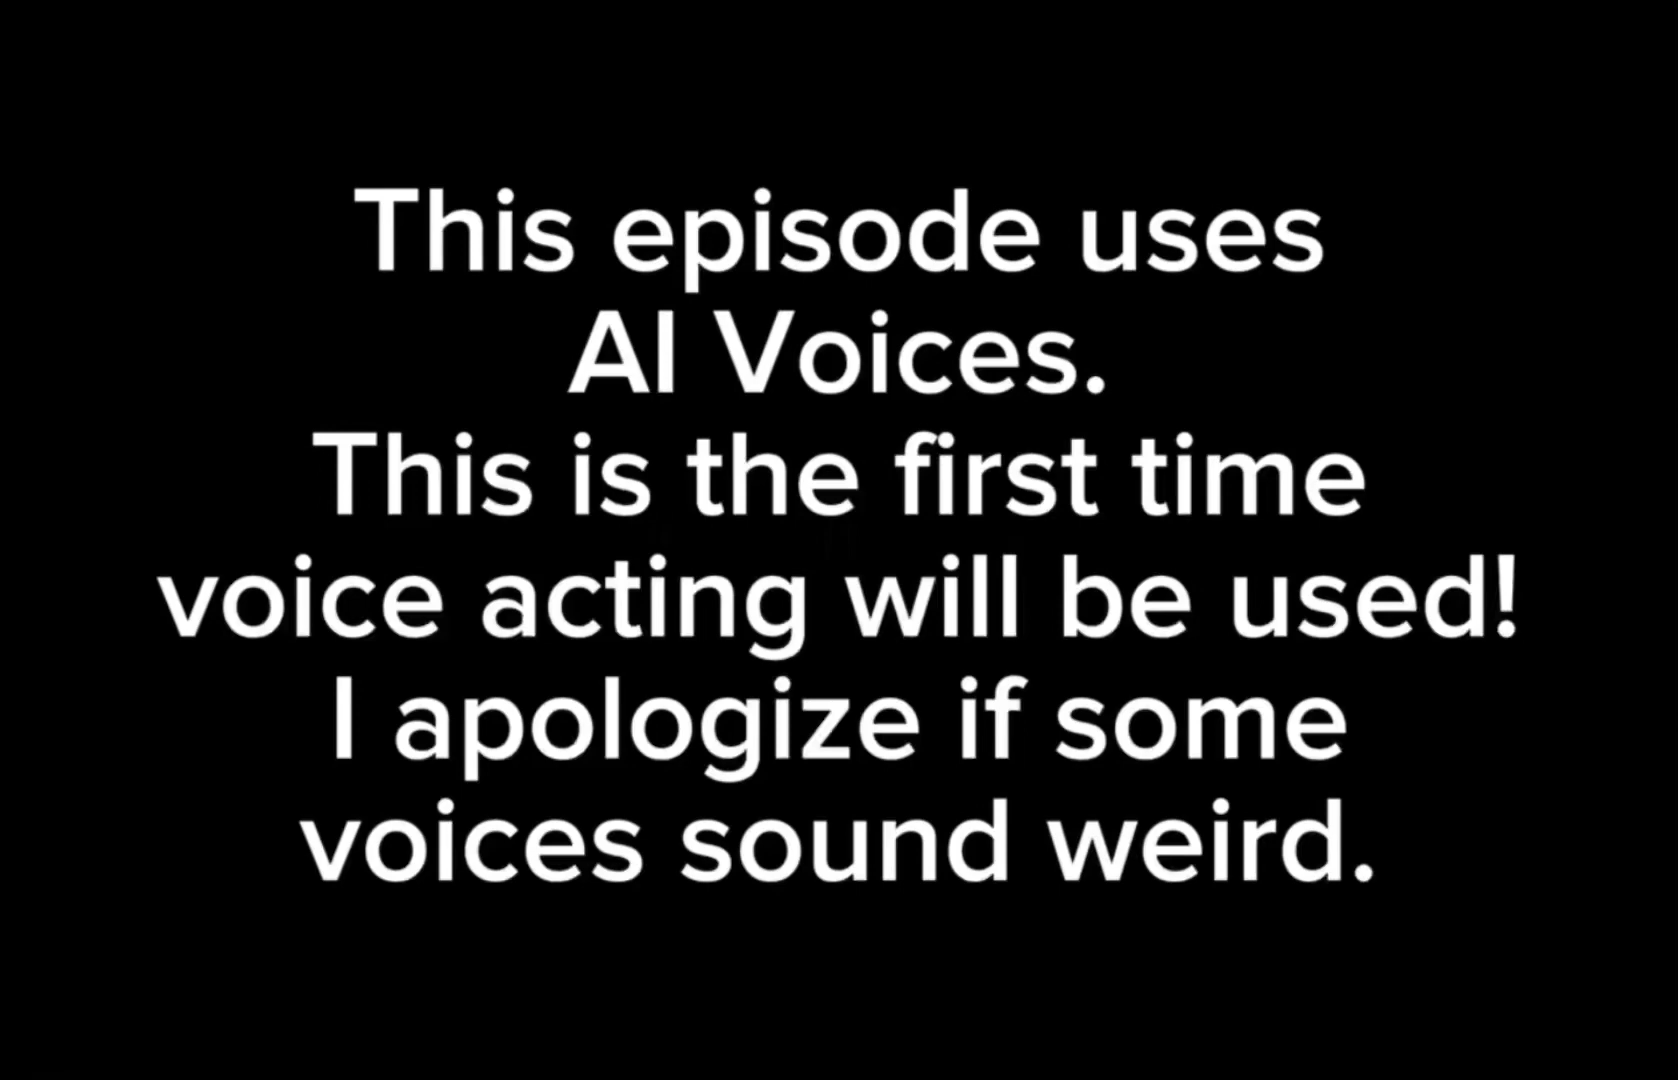 This episode uses
AI Voices.
This is the first time
voice acting will be used!
I apologize if some
voices sound weird.